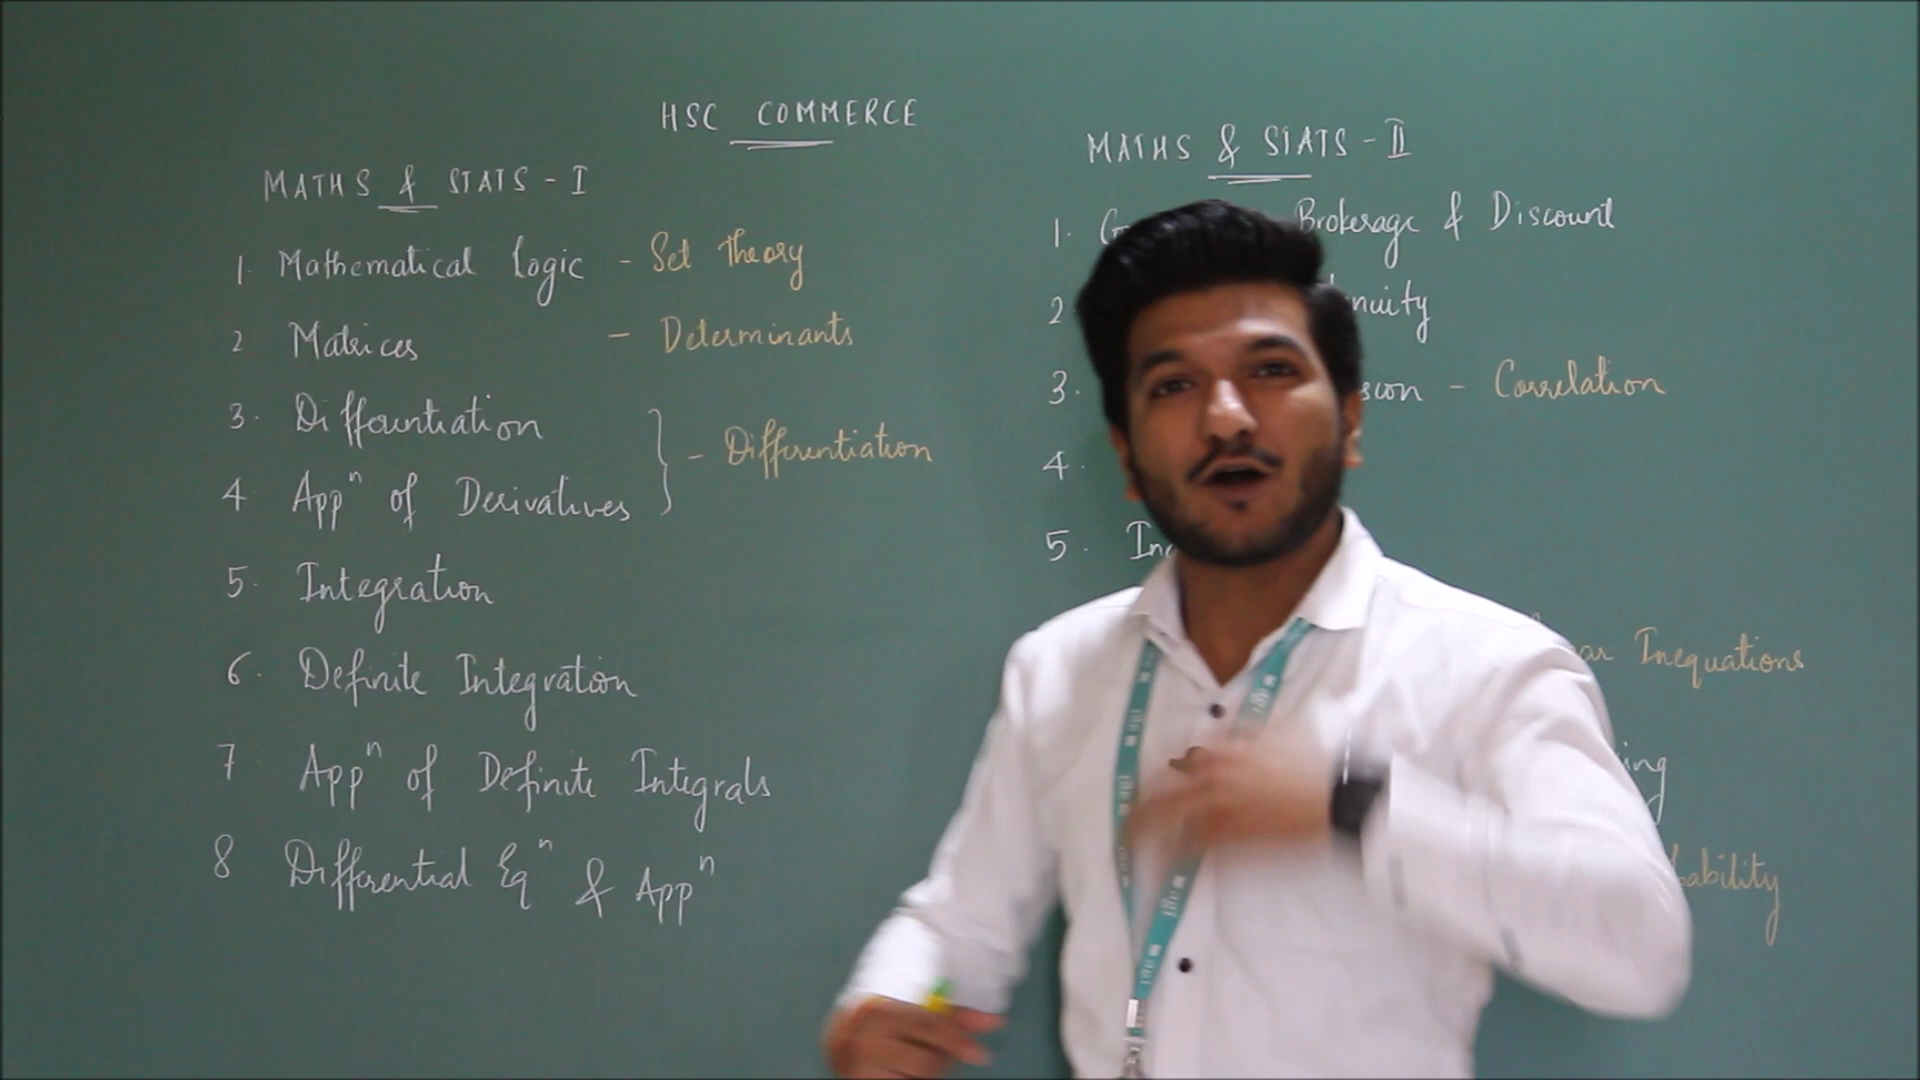 HSC COMMERCE
MATHS & STATS - I
1. Mathematical Logic - Set Theory
2 Matrices - Determinants
3. Differentiation
4 Appⁿ of Derivatives } - Differentiation
5. Integration
6. Definite Integration
7 Appⁿ of Definite Integrals
8 Differential Eqⁿ & Appⁿ
MATHS & STATS - II
1. Brokerage & Discount
2
3. - Correlation
4.
5.
Inequations